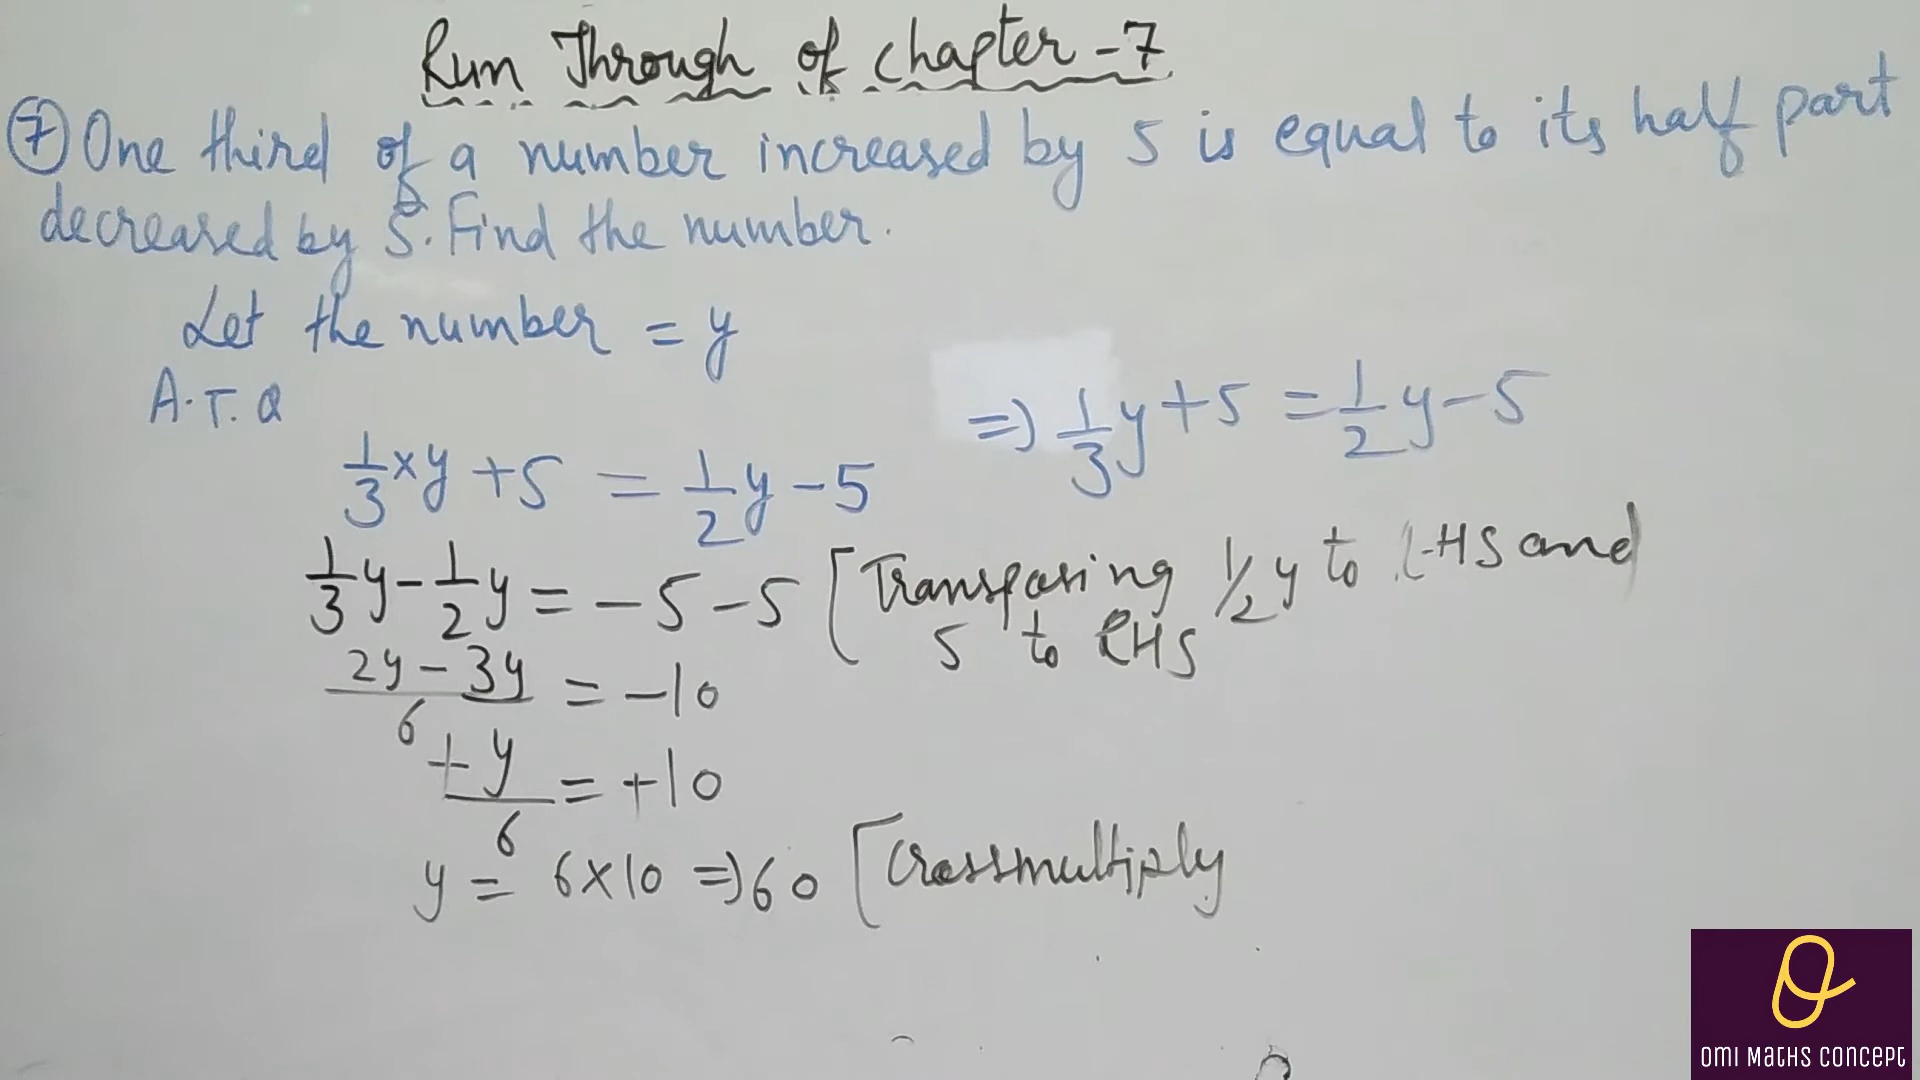 Run Through of chapter-7
⑦ One third of a number increased by 5 is equal to its half part
decreased by 5. Find the number.
Let the number = y
A.T.Q
1/3 × y + 5 = 1/2 y - 5
⇒ 1/3 y + 5 = 1/2 y - 5
1/3 y - 1/2 y = -5 - 5 [Transposing 1/2 y to LHS and
5 to RHS
2y - 3y / 6 = -10
+ y / 6 = +10
y = 6 × 10 ⇒ 60 [Crossmultiply
OMI MATHS CONCEPT